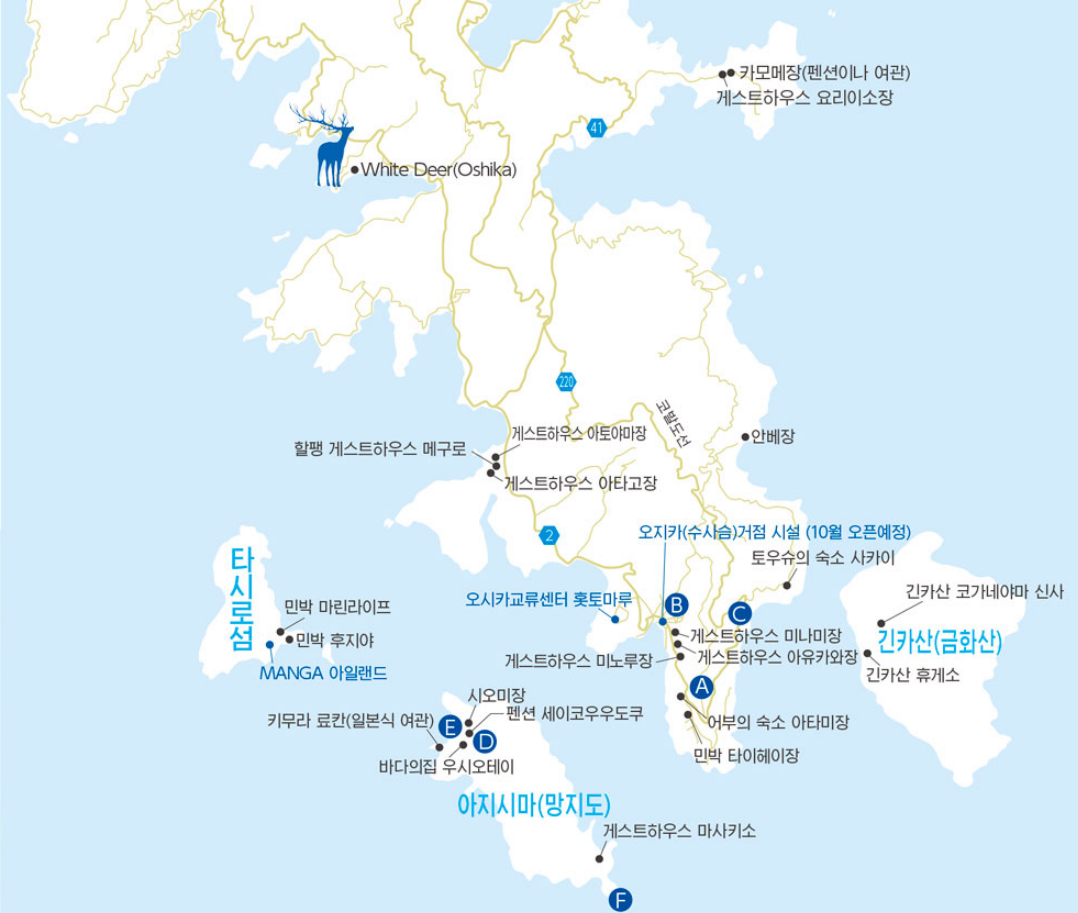 카모메장(펜션이나 여관)
게스트하우스 요리이소장
41
White Deer(Oshika)
220
코발도선
게스트하우스 아토야마장
안베장
할팽 게스트하우스 메구로
게스트하우스 아타고장
2
오지카(수사슴)거점 시설 (10월 오픈예정)
토우슈의 숙소 사카이
타시로섬
긴카산 코가네야마 신사
오시카교류센터 홋토마루
B
C
민박 마린라이프
게스트하우스 미나미장
민박 후지야
긴카산(금화산)
게스트하우스 미노루장
게스트하우스 아유카와장
MANGA 아일랜드
긴카산 휴게소
A
시오미장
펜션 세이코우우도쿠
키무라 료칸(일본식 여관)
E
D
어부의 숙소 아타미장
민박 타이헤이장
바다의집 우시오테이
아지시마(망지도)
게스트하우스 마사키소
F